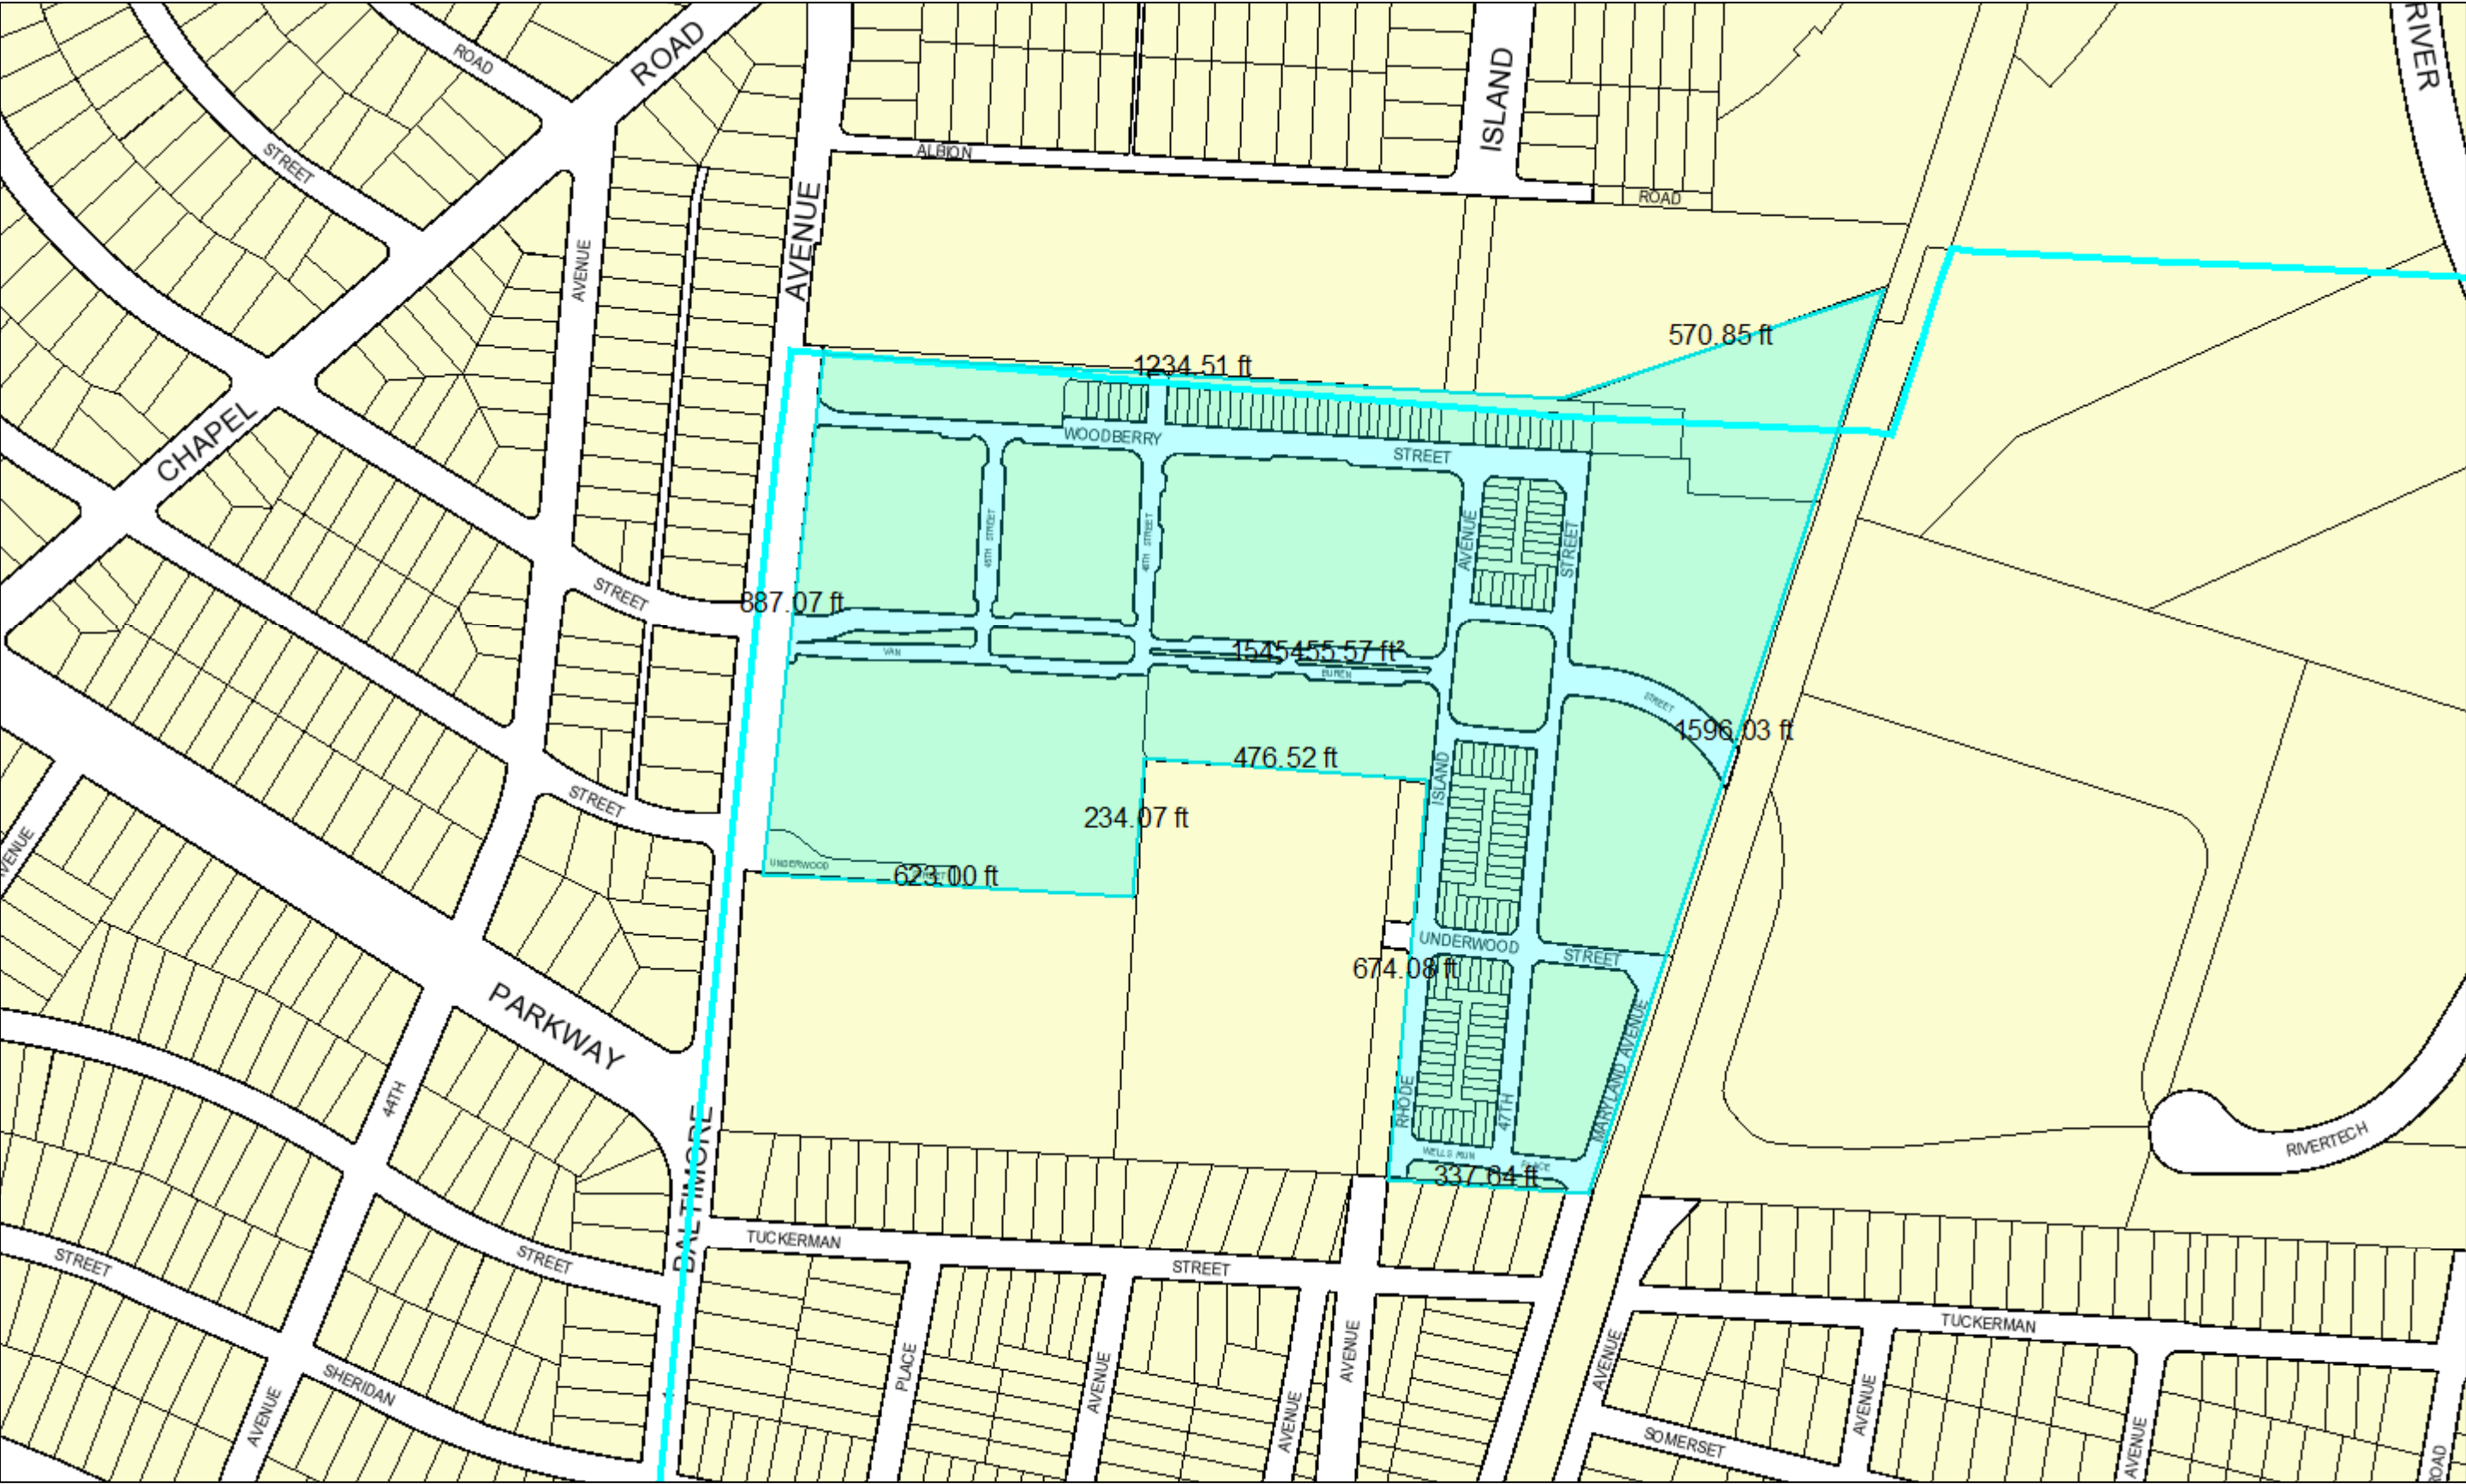 ROAD
ROAD
RIVER
ISLAND
STREET
ALBION
ROAD
AVENUE
AVENUE
570.85 ft
1234.51 ft
CHAPEL
WOODBERRY
STREET
45TH STREET
46TH STREET
AVENUE
STREET
STREET
887.07 ft
VAN
1545455.57 ft²
BUREN
STREET
1596.03 ft
476.52 ft
ISLAND
STREET
234.07 ft
AVENUE
UNDERWOOD
623.00 ft
UNDERWOOD
STREET
674.08 ft
PARKWAY
MARYLAND AVENUE
44TH
RHODE
47TH
BALTIMORE
WELLS RUN
PLACE
337.64 ft
RIVERTECH
TUCKERMAN
STREET
STREET
STREET
TUCKERMAN
SHERIDAN
AVENUE
PLACE
AVENUE
AVENUE
AVENUE
AVENUE
AVENUE
AVENUE
SOMERSET
ROAD